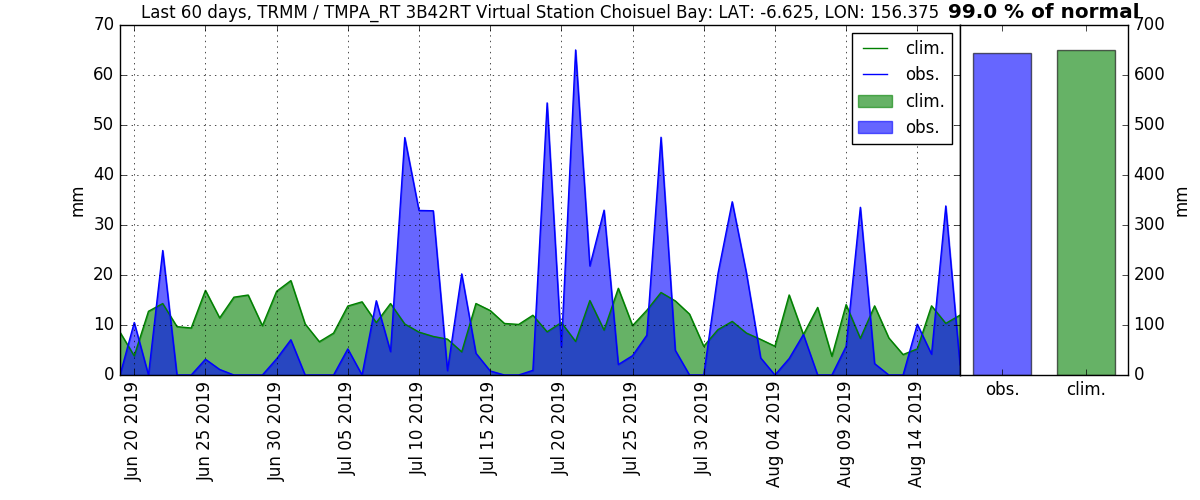 Last 60 days, TRMM / TMPA_RT 3B42RT Virtual Station Choisuel Bay: LAT: -6.625, LON: 156.375
99.0 % of normal
70
60
50
40
30
20
10
0
mm
clim.
obs.
clim.
obs.
Jun 20 2019
Jun 25 2019
Jun 30 2019
Jul 05 2019
Jul 10 2019
Jul 15 2019
Jul 20 2019
Jul 25 2019
Jul 30 2019
Aug 04 2019
Aug 09 2019
Aug 14 2019
700
600
500
400
300
200
100
0
mm
obs.
clim.